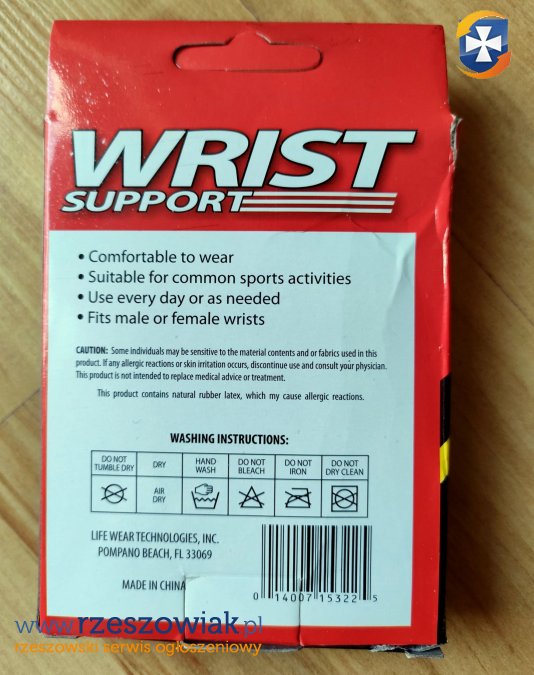 WRIST
SUPPORT
• Comfortable to wear
• Suitable for common sports activities
• Use every day or as needed
• Fits male or female wrists
CAUTION: Some individuals may be sensitive to the material contents and or fabrics used in this
product. If any allergic reactions or skin irritation occurs, discontinue use and consult your physician.
This product is not intended to replace medical advice or treatment.
This product contains natural rubber latex, which my cause allergic reactions.
WASHING INSTRUCTIONS:
DO NOT TUMBLE DRY
DRY
HAND WASH
DO NOT BLEACH
DO NOT IRON
DO NOT DRY CLEAN
AIR DRY
LIFE WEAR TECHNOLOGIES, INC.
POMPANO BEACH, FL 33069
MADE IN CHINA
0 14007 15322 5
www.rzeszowiak.pl
rzeszowski serwis ogłoszeniowy